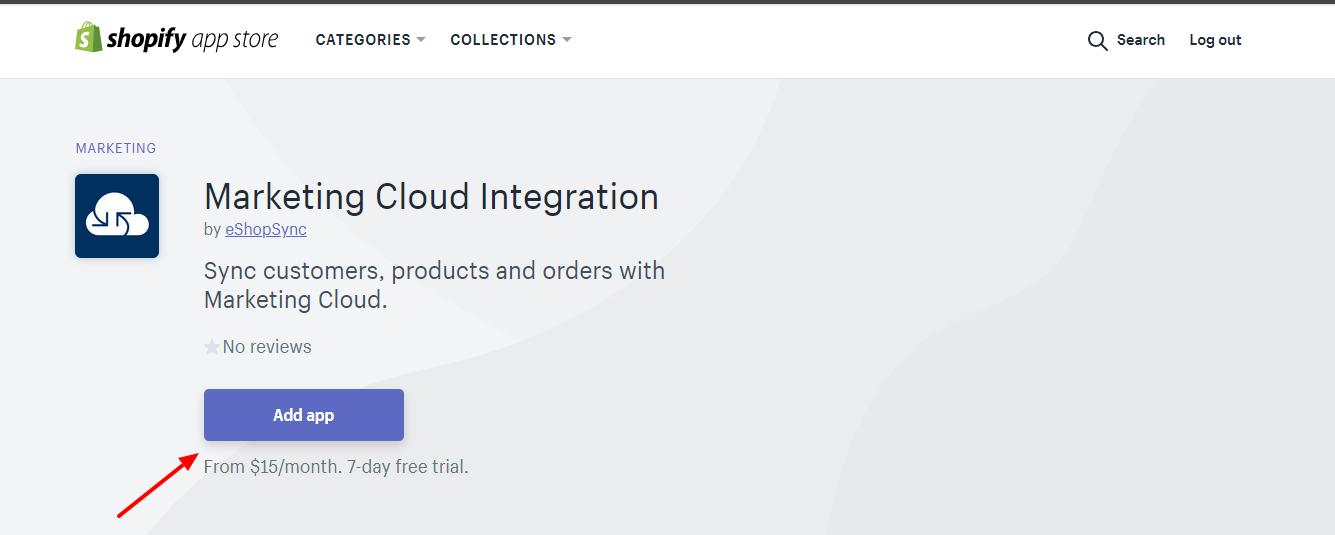 shopify app store CATEGORIES COLLECTIONS Search Log out
MARKETING
Marketing Cloud Integration
by eShopSync
Sync customers, products and orders with
Marketing Cloud.
No reviews
Add app
From $15/month. 7-day free trial.